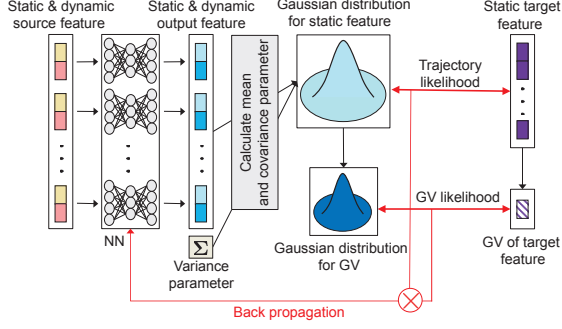 Static & dynamic
source feature
Static & dynamic
output feature
Gaussian distribution
for static feature
Static target
feature
Calculate mean
and covariance parameter
Trajectory
likelihood
GV likelihood
NN
Σ
Variance
parameter
Gaussian distribution
for GV
GV of target
feature
Back propagation